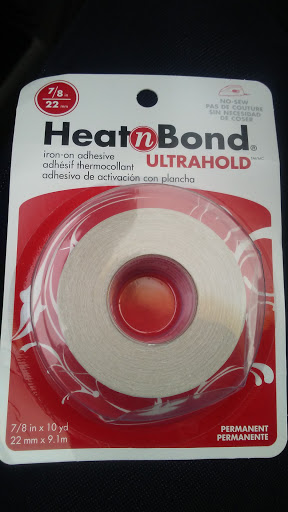 7/8 in
22 mm
NO-SEW
PAS DE COUTURE
SIN NECESIDAD
DE COSER
HeatnBond®
iron-on adhesive
ULTRAHOLD
adhésif thermocollant
adhesivo de activación con plancha
7/8 in x 10 yd
22 mm x 9.1m
PERMANENT
PERMANENTE